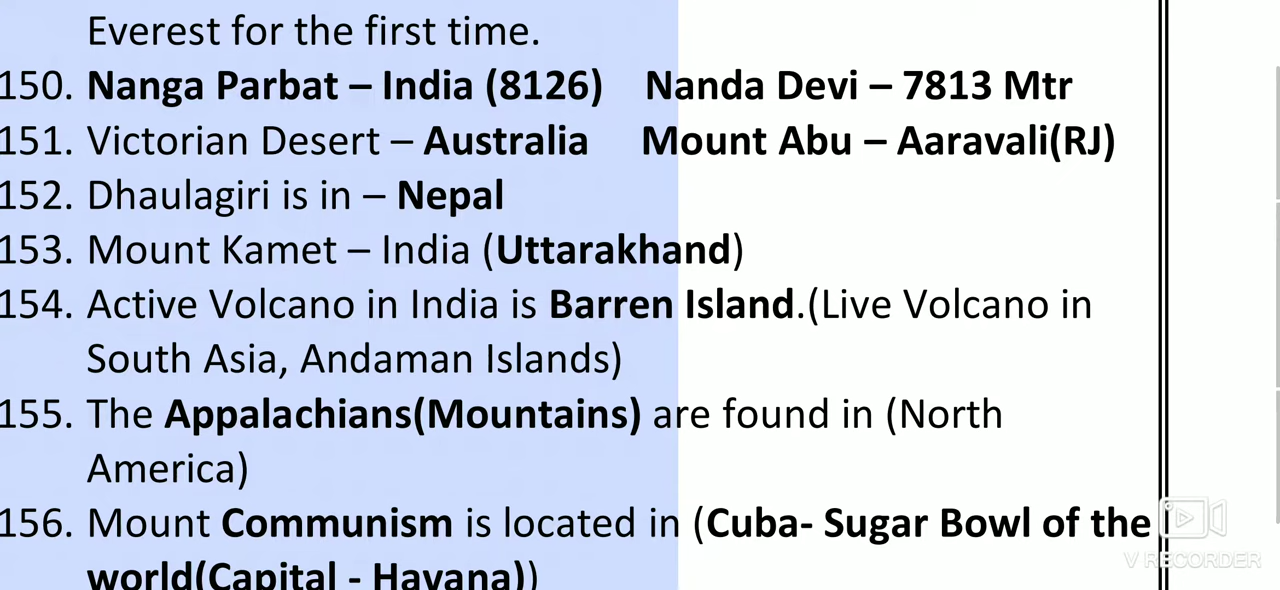 Everest for the first time.
150. Nanga Parbat – India (8126) Nanda Devi – 7813 Mtr
151. Victorian Desert – Australia Mount Abu – Aaravali(RJ)
152. Dhaulagiri is in – Nepal
153. Mount Kamet – India (Uttarakhand)
154. Active Volcano in India is Barren Island.(Live Volcano in
South Asia, Andaman Islands)
155. The Appalachians(Mountains) are found in (North
America)
156. Mount Communism is located in (Cuba- Sugar Bowl of the
world(Capital - Havana))
V RECORDER